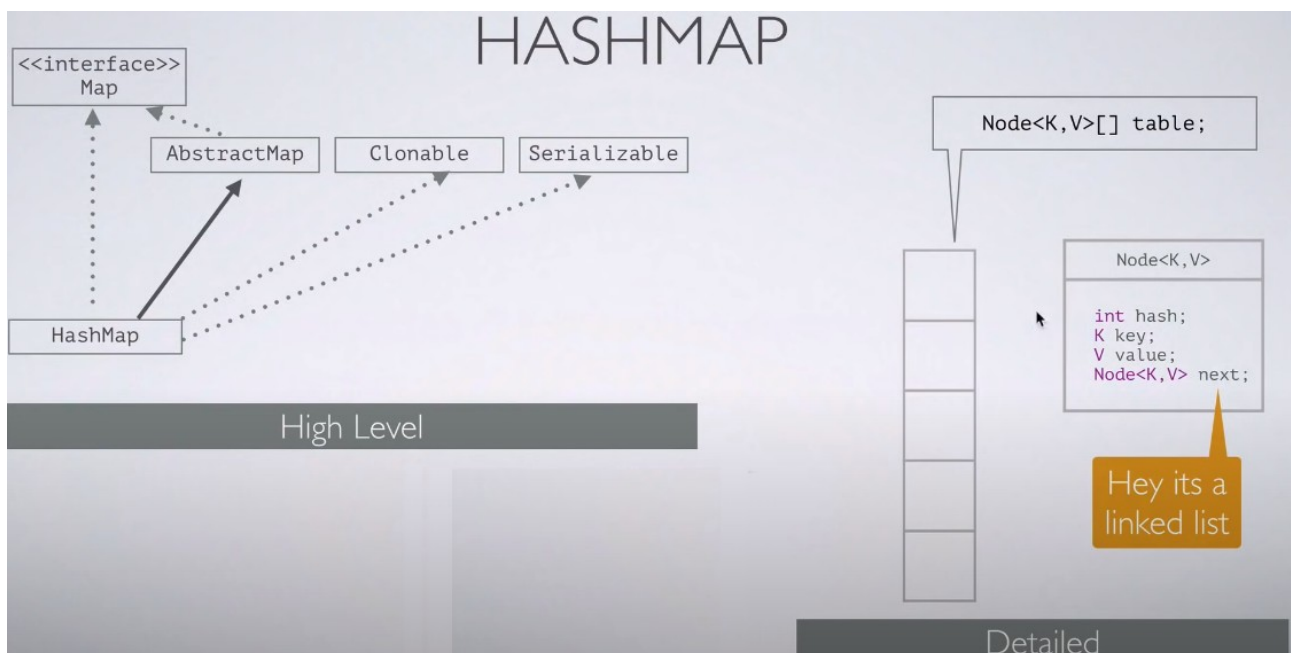 HASHMAP
<<interface>>
Map
AbstractMap
Clonable
Serializable
HashMap
High Level
Node<K,V>[] table;
Node<K,V>
int hash;
K key;
V value;
Node<K,V> next;
Hey its a
linked list
Detailed